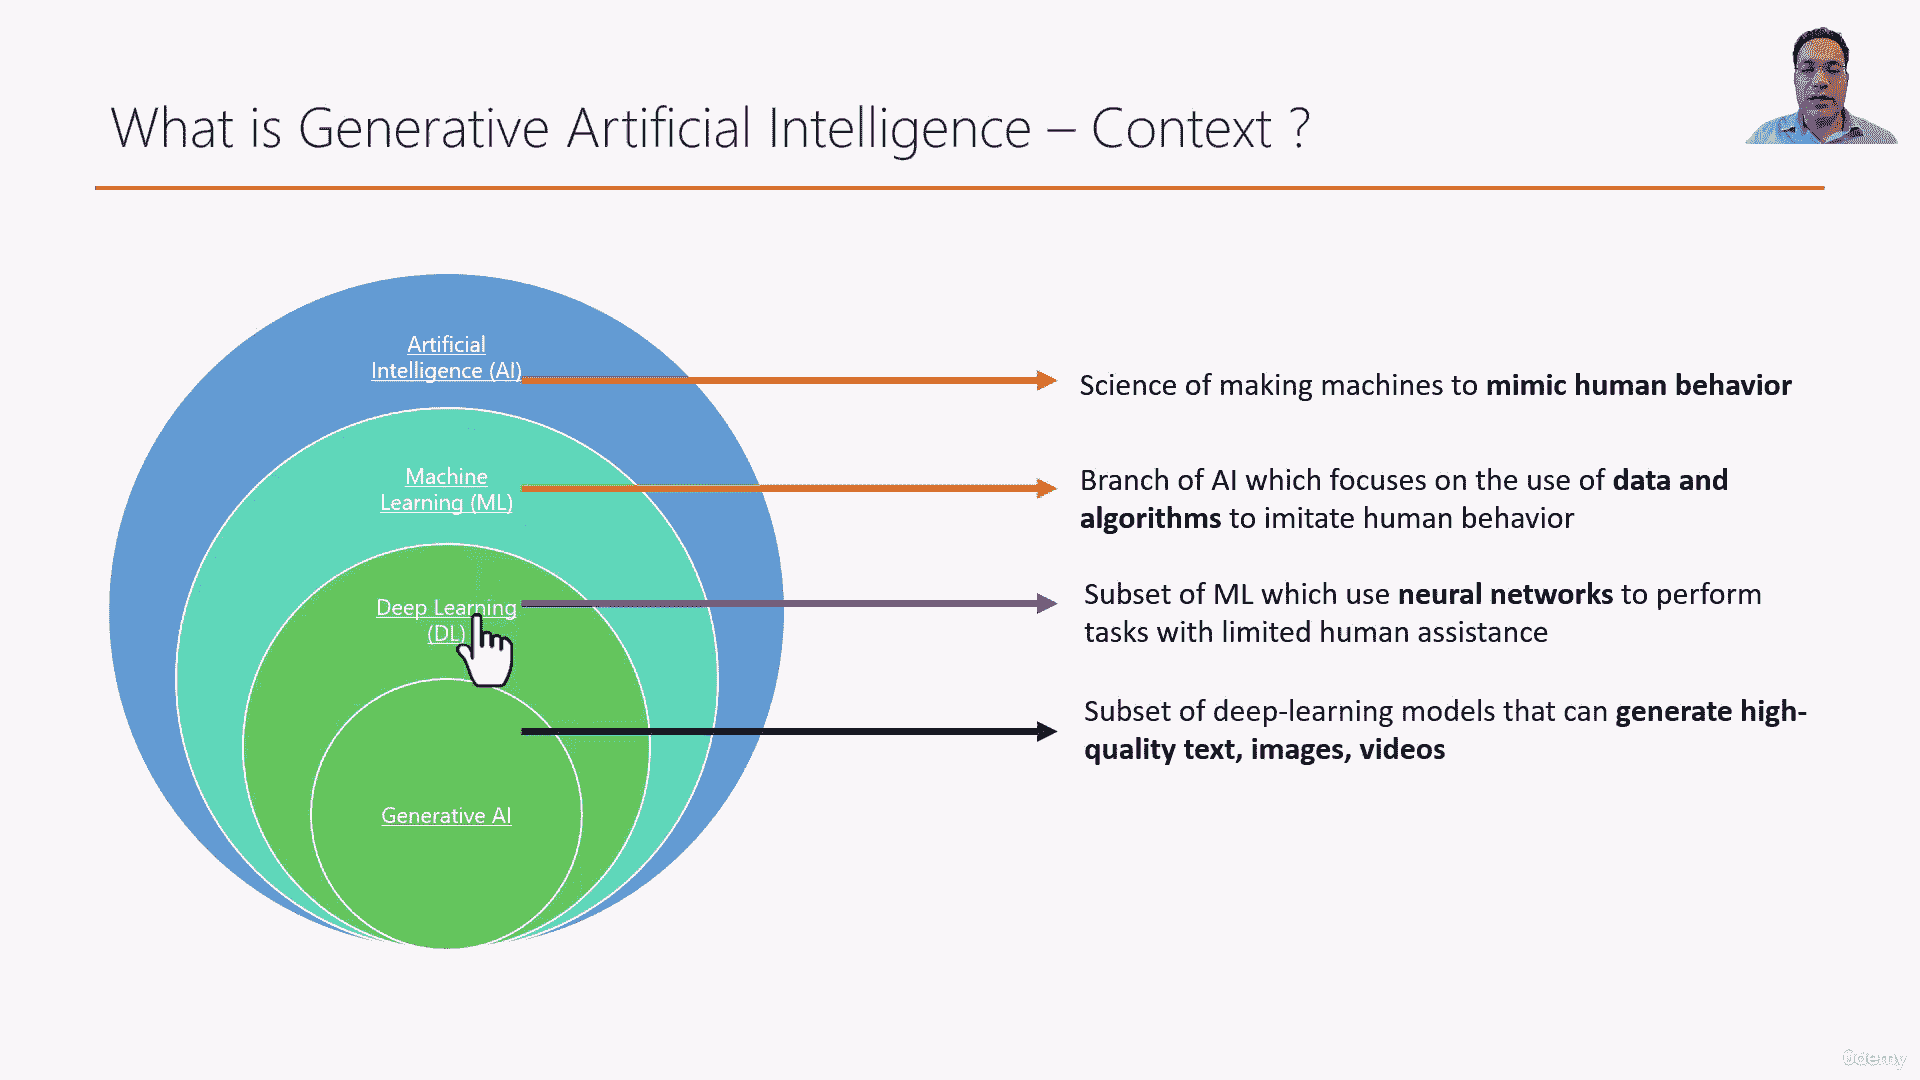 What is Generative Artificial Intelligence – Context ?
Artificial
Intelligence (AI)
Science of making machines to mimic human behavior
Machine
Learning (ML)
Branch of AI which focuses on the use of data and
algorithms to imitate human behavior
Deep Learning
(DL)
Subset of ML which use neural networks to perform
tasks with limited human assistance
Subset of deep-learning models that can generate high-
quality text, images, videos
Generative AI
ûdemy